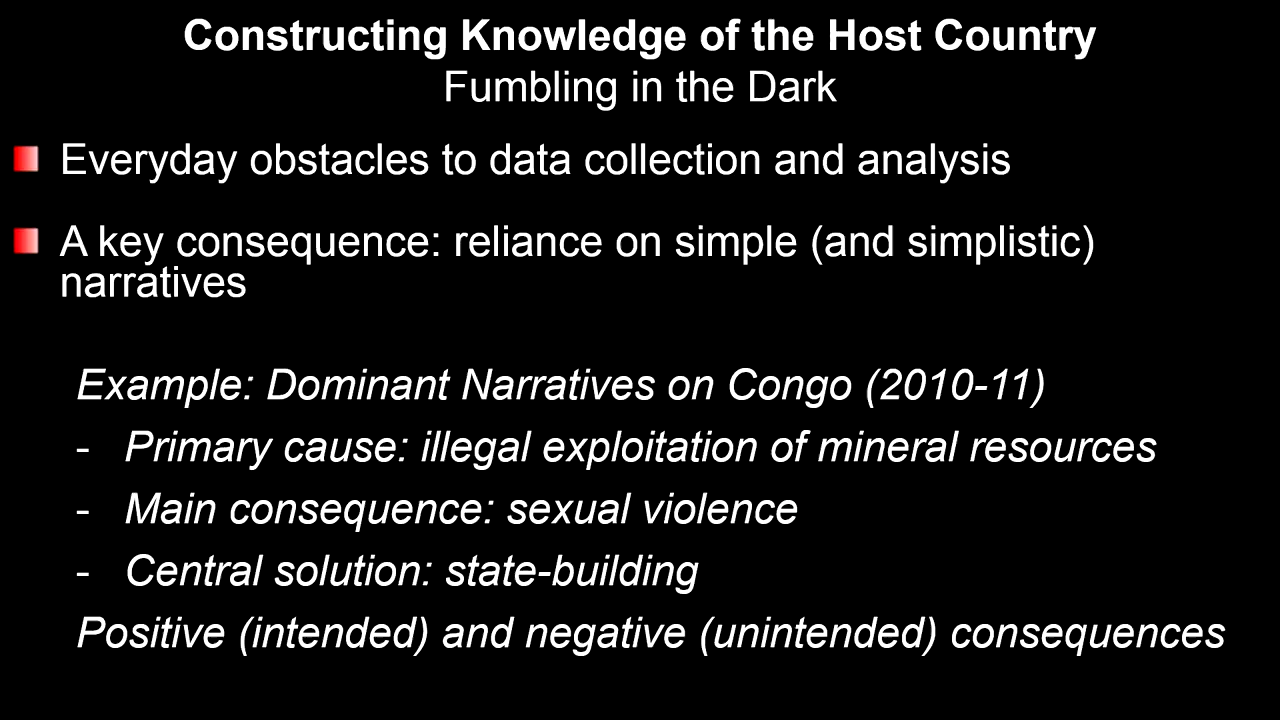 Constructing Knowledge of the Host Country
Fumbling in the Dark
Everyday obstacles to data collection and analysis
A key consequence: reliance on simple (and simplistic)
narratives
Example: Dominant Narratives on Congo (2010-11)
- Primary cause: illegal exploitation of mineral resources
- Main consequence: sexual violence
- Central solution: state-building
Positive (intended) and negative (unintended) consequences